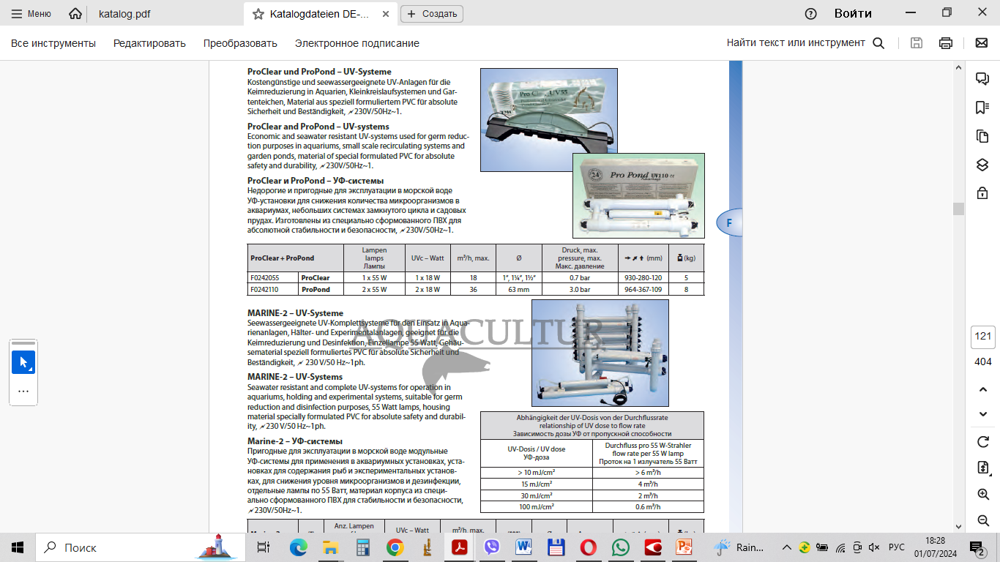 Меню
katalog.pdf
Katalogdateien DE-...
Создать
Войти
Все инструменты
Редактировать
Преобразовать
Электронное подписание
Найти текст или инструмент
ProClear und ProPond – UV-Systeme
Kostengünstige und seewassergeeignete UV-Anlagen für die
Keimreduzierung in Aquarien, Kleinkreislaufsystemen und Gar-
tenteichen, Material aus speziell formuliertem PVC für absolute
Sicherheit und Beständigkeit, 230V/50Hz~1.
ProClear and ProPond – UV-systems
Economic and seawater resistant UV-systems used for germ reduc-
tion purposes in aquariums, small scale recirculating systems and
garden ponds, material of special formulated PVC for absolute
safety and durability, 230V/50Hz~1.
ProClear и ProPond – УФ-системы
Недорогие и пригодные для эксплуатации в морской воде
УФ-установки для снижения количества микроорганизмов в
аквариумах, небольших системах замкнутого цикла и садовых
прудах. Изготовлены из специально сформованного ПВХ для
абсолютной стабильности и безопасности, 230V/50Hz~1.
UV55
TMC
24
Pro Pond UV110
F
ProClear + ProPond
Lampen
lamps
Лампы
UVc – Watt
m³/h, max.
Ø
Druck, max.
pressure, max.
Макс. давление
(mm)
(kg)
F0242055 ProClear 1 x 55 W 1 x 18 W 18 1", 1¼", 1½" 0.7 bar 930-280-120 5
F0242110 ProPond 2 x 55 W 2 x 18 W 36 63 mm 3.0 bar 964-367-109 8
MARINE-2 – UV-Systeme
Seewassergeeignete UV-Komplettsysteme für den Einsatz in Aqua-
rienanlagen, Hälter- und Experimentalanlagen, geeignet für die
Keimreduzierung und Desinfektion, Einzellampe 55 Watt, Gehäu-
sematerial speziell formuliertes PVC für absolute Sicherheit und
Beständigkeit, 230 V/50 Hz~1ph.
AQUACULTUR
MARINE-2 – UV-Systems
Seawater resistant and complete UV-systems for operation in
aquariums, holding and experimental systems, suitable for germ
reduction and disinfection purposes, 55 Watt lamps, housing
material specially formulated PVC for absolute safety and durabil-
ity, 230 V/50 Hz~1ph.
Marine-2 – УФ-системы
Пригодные для эксплуатации в морской воде модульные
УФ-системы для применения в аквариумных установках, уста-
новках для содержания рыб и экспериментальных установ-
ках, для снижения уровня микроорганизмов и дезинфекции,
отдельные лампы по 55 Ватт, материал корпуса из специ-
ально сформованного ПВХ для стабильности и безопасности,
230V/50Hz~1.
Abhängigkeit der UV-Dosis von der Durchflussrate
relationship of UV dose to flow rate
Зависимость дозы УФ от пропускной способности
UV-Dosis / UV dose
УФ-доза
Durchfluss pro 55 W-Strahler
flow rate per 55 W lamp
Проток на 1 излучатель 55 Ватт
> 10 mJ/cm² > 6 m³/h
15 mJ/cm² 4 m³/h
30 mJ/cm² 2 m³/h
100 mJ/cm² 0.6 m³/h
Anz. Lampen
UVc – Watt
m³/h, max.
121
404
Поиск
Rain...
РУС
18:28
01/07/2024
2